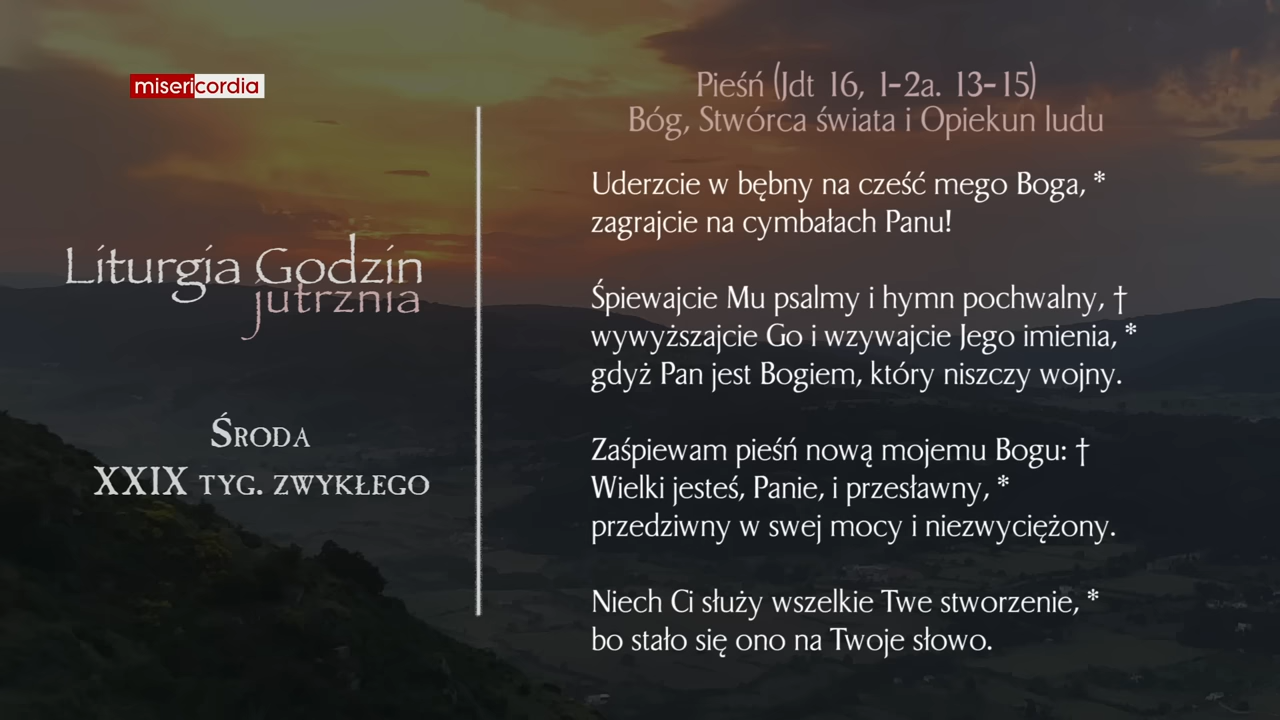 misericordia
Liturgia Godzin
jutrznia
Środa
XXIX tyg. zwykłego
Pieśń (Jdt 16, 1-2a. 13-15)
Bóg, Stwórca świata i Opiekun ludu
Uderzcie w bębny na cześć mego Boga, *
zagrajcie na cymbałach Panu!
Śpiewajcie Mu psalmy i hymn pochwalny, †
wywyższajcie Go i wzywajcie Jego imienia, *
gdyż Pan jest Bogiem, który niszczy wojny.
Zaśpiewam pieśń nową mojemu Bogu: †
Wielki jesteś, Panie, i przesławny, *
przedziwny w swej mocy i niezwyciężony.
Niech Ci służy wszelkie Twe stworzenie, *
bo stało się ono na Twoje słowo.